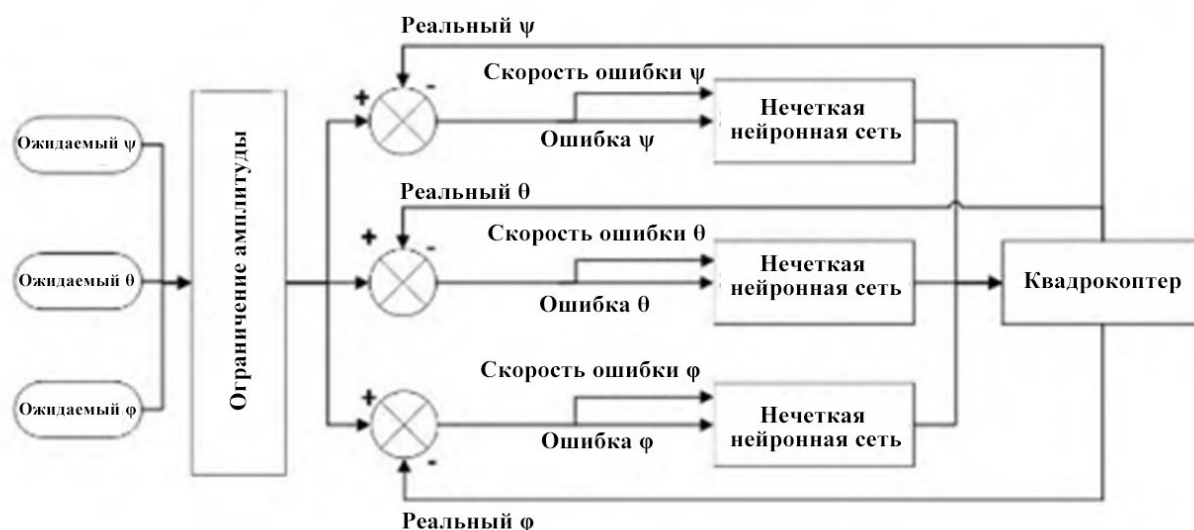 Реальный ψ
Скорость ошибки ψ
Нечеткая
нейронная сеть
Ошибка ψ
Ожидаемый ψ
Ограничение амплитуды
Реальный θ
Скорость ошибки θ
Нечеткая
нейронная сеть
Ошибка θ
Ожидаемый θ
Квадрокоптер
Скорость ошибки φ
Нечеткая
нейронная сеть
Ошибка φ
Ожидаемый φ
Реальный φ